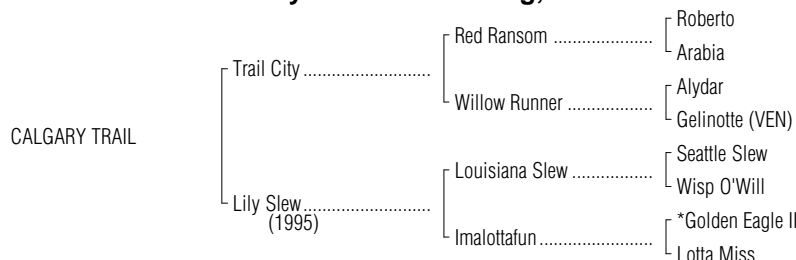 Roberto
Red Ransom ....................
Arabia
Trail City ..........................
Alydar
Willow Runner .................
Gelinotte (VEN)
CALGARY TRAIL
Seattle Slew
Louisiana Slew ................
Wisp O'Will
Lily Slew..........................
(1995)
*Golden Eagle II
Imalottafun......................
Lotta Miss